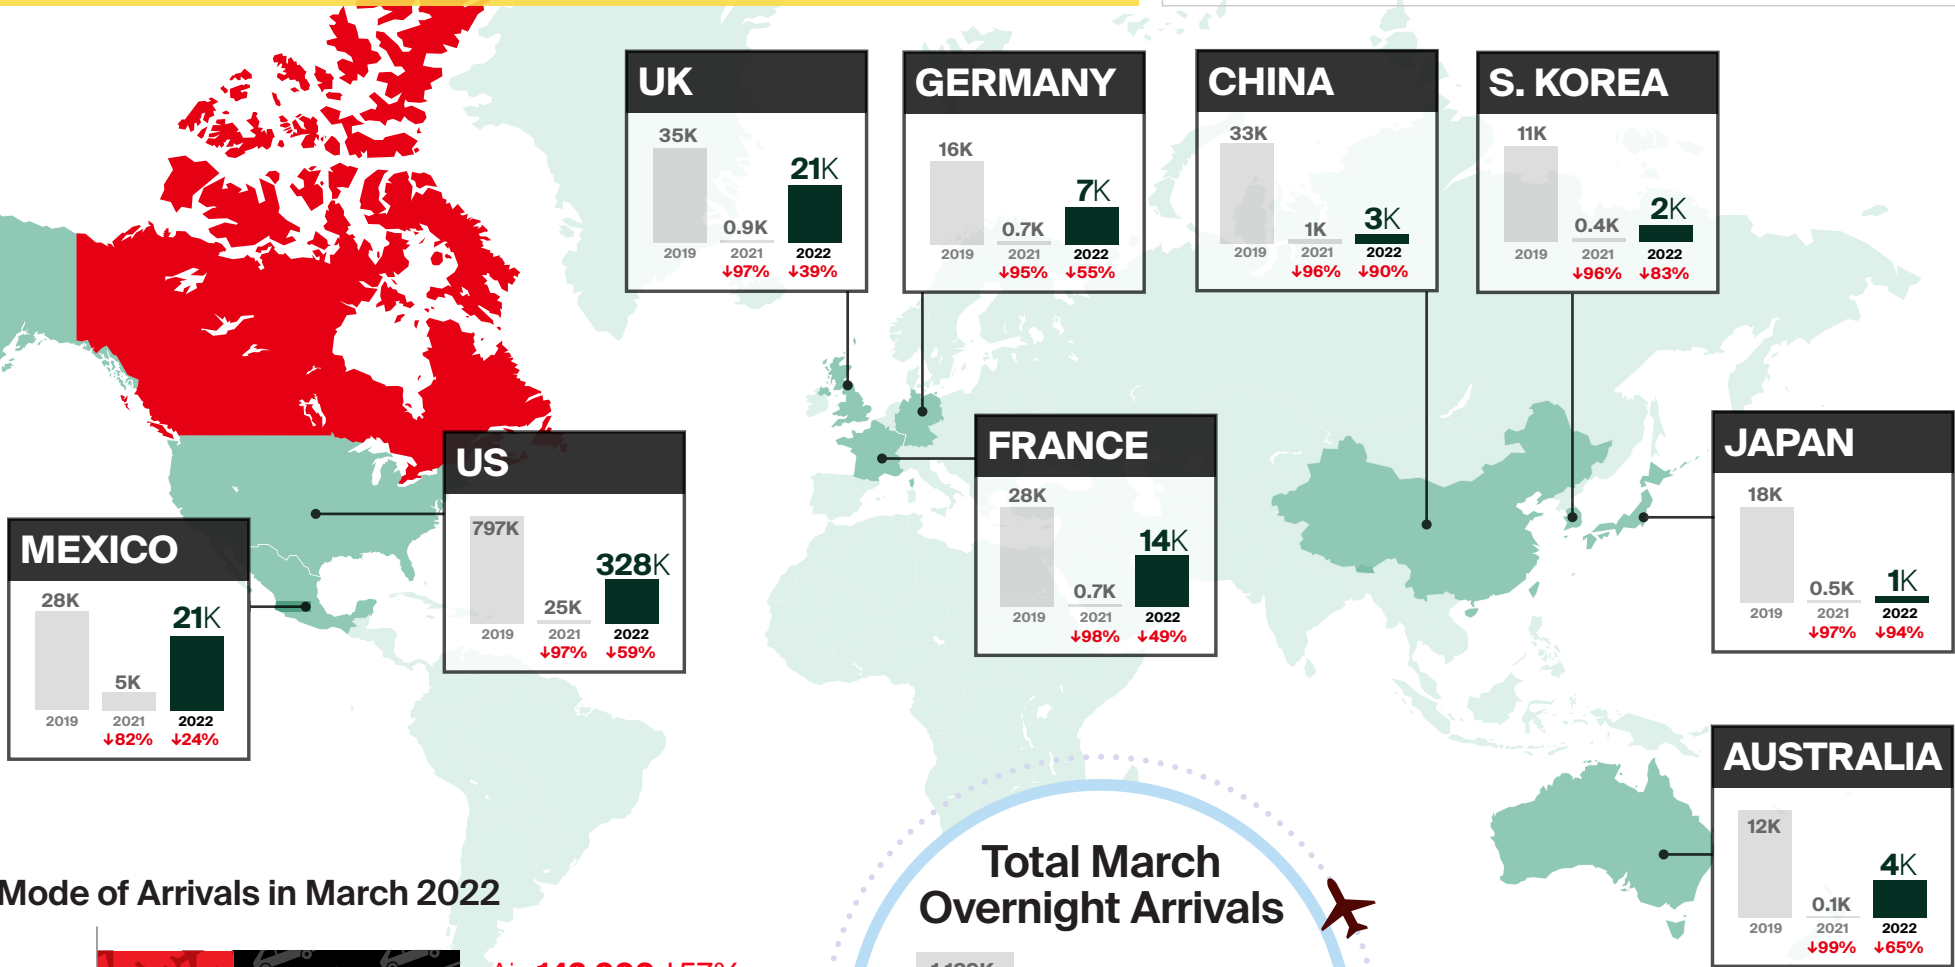 UK
35K
0.9K
21K
2019
2021
2022
↓97%
↓39%
GERMANY
16K
0.7K
7K
2019
2021
2022
↓95%
↓55%
CHINA
33K
1K
3K
2019
2021
2022
↓96%
↓90%
S. KOREA
11K
0.4K
2K
2019
2021
2022
↓96%
↓83%
US
797K
25K
328K
2019
2021
2022
↓97%
↓59%
FRANCE
28K
0.7K
14K
2019
2021
2022
↓98%
↓49%
JAPAN
18K
0.5K
1K
2019
2021
2022
↓97%
↓94%
MEXICO
28K
5K
21K
2019
2021
2022
↓82%
↓24%
AUSTRALIA
12K
0.1K
4K
2019
2021
2022
↓99%
↓65%
Mode of Arrivals in March 2022
Total March
Overnight Arrivals